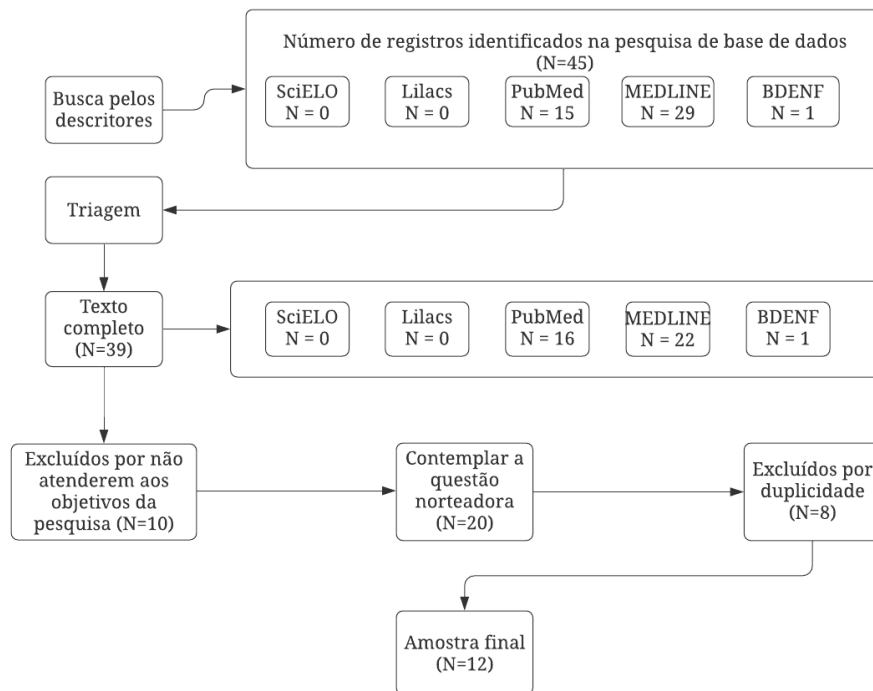 Número de registros identificados na pesquisa de base de dados
(N=45)
Busca pelos
descritores
SciELO
N = 0
Lilacs
N = 0
PubMed
N = 15
MEDLINE
N = 29
BDENF
N = 1
Triagem
Texto
completo
(N=39)
SciELO
N = 0
Lilacs
N = 0
PubMed
N = 16
MEDLINE
N = 22
BDENF
N = 1
Excluídos por não
atenderem aos
objetivos da
pesquisa (N=10)
Contemplar a
questão
norteadora
(N=20)
Excluídos por
duplicidade
(N=8)
Amostra final
(N=12)